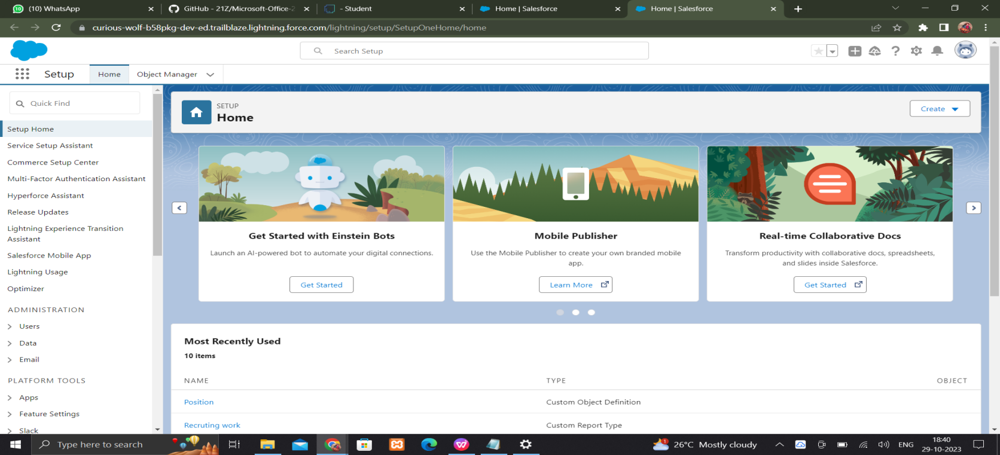 (10) WhatsApp
GitHub - 21Z/Microsoft-Office-2
- Student
Home | Salesforce
Home | Salesforce
curious-wolf-b58pkg-dev-ed.trailblaze.lightning.force.com/lightning/setup/SetupOneHome/home
Search Setup
Setup
Home
Object Manager
Quick Find
Setup Home
Service Setup Assistant
Commerce Setup Center
Multi-Factor Authentication Assistant
Hyperforce Assistant
Release Updates
Lightning Experience Transition
Assistant
Salesforce Mobile App
Lightning Usage
Optimizer
ADMINISTRATION
Users
Data
Email
PLATFORM TOOLS
Apps
Feature Settings
Slack
SETUP
Home
Create
Get Started with Einstein Bots
Launch an AI-powered bot to automate your digital connections.
Get Started
Mobile Publisher
Use the Mobile Publisher to create your own branded mobile
app.
Learn More
Real-time Collaborative Docs
Transform productivity with collaborative docs, spreadsheets,
and slides inside Salesforce.
Get Started
Most Recently Used
10 items
NAME TYPE OBJECT
Position Custom Object Definition
Recruting work Custom Report Type
Type here to search
26°C Mostly cloudy
ENG
18:40
29-10-2023